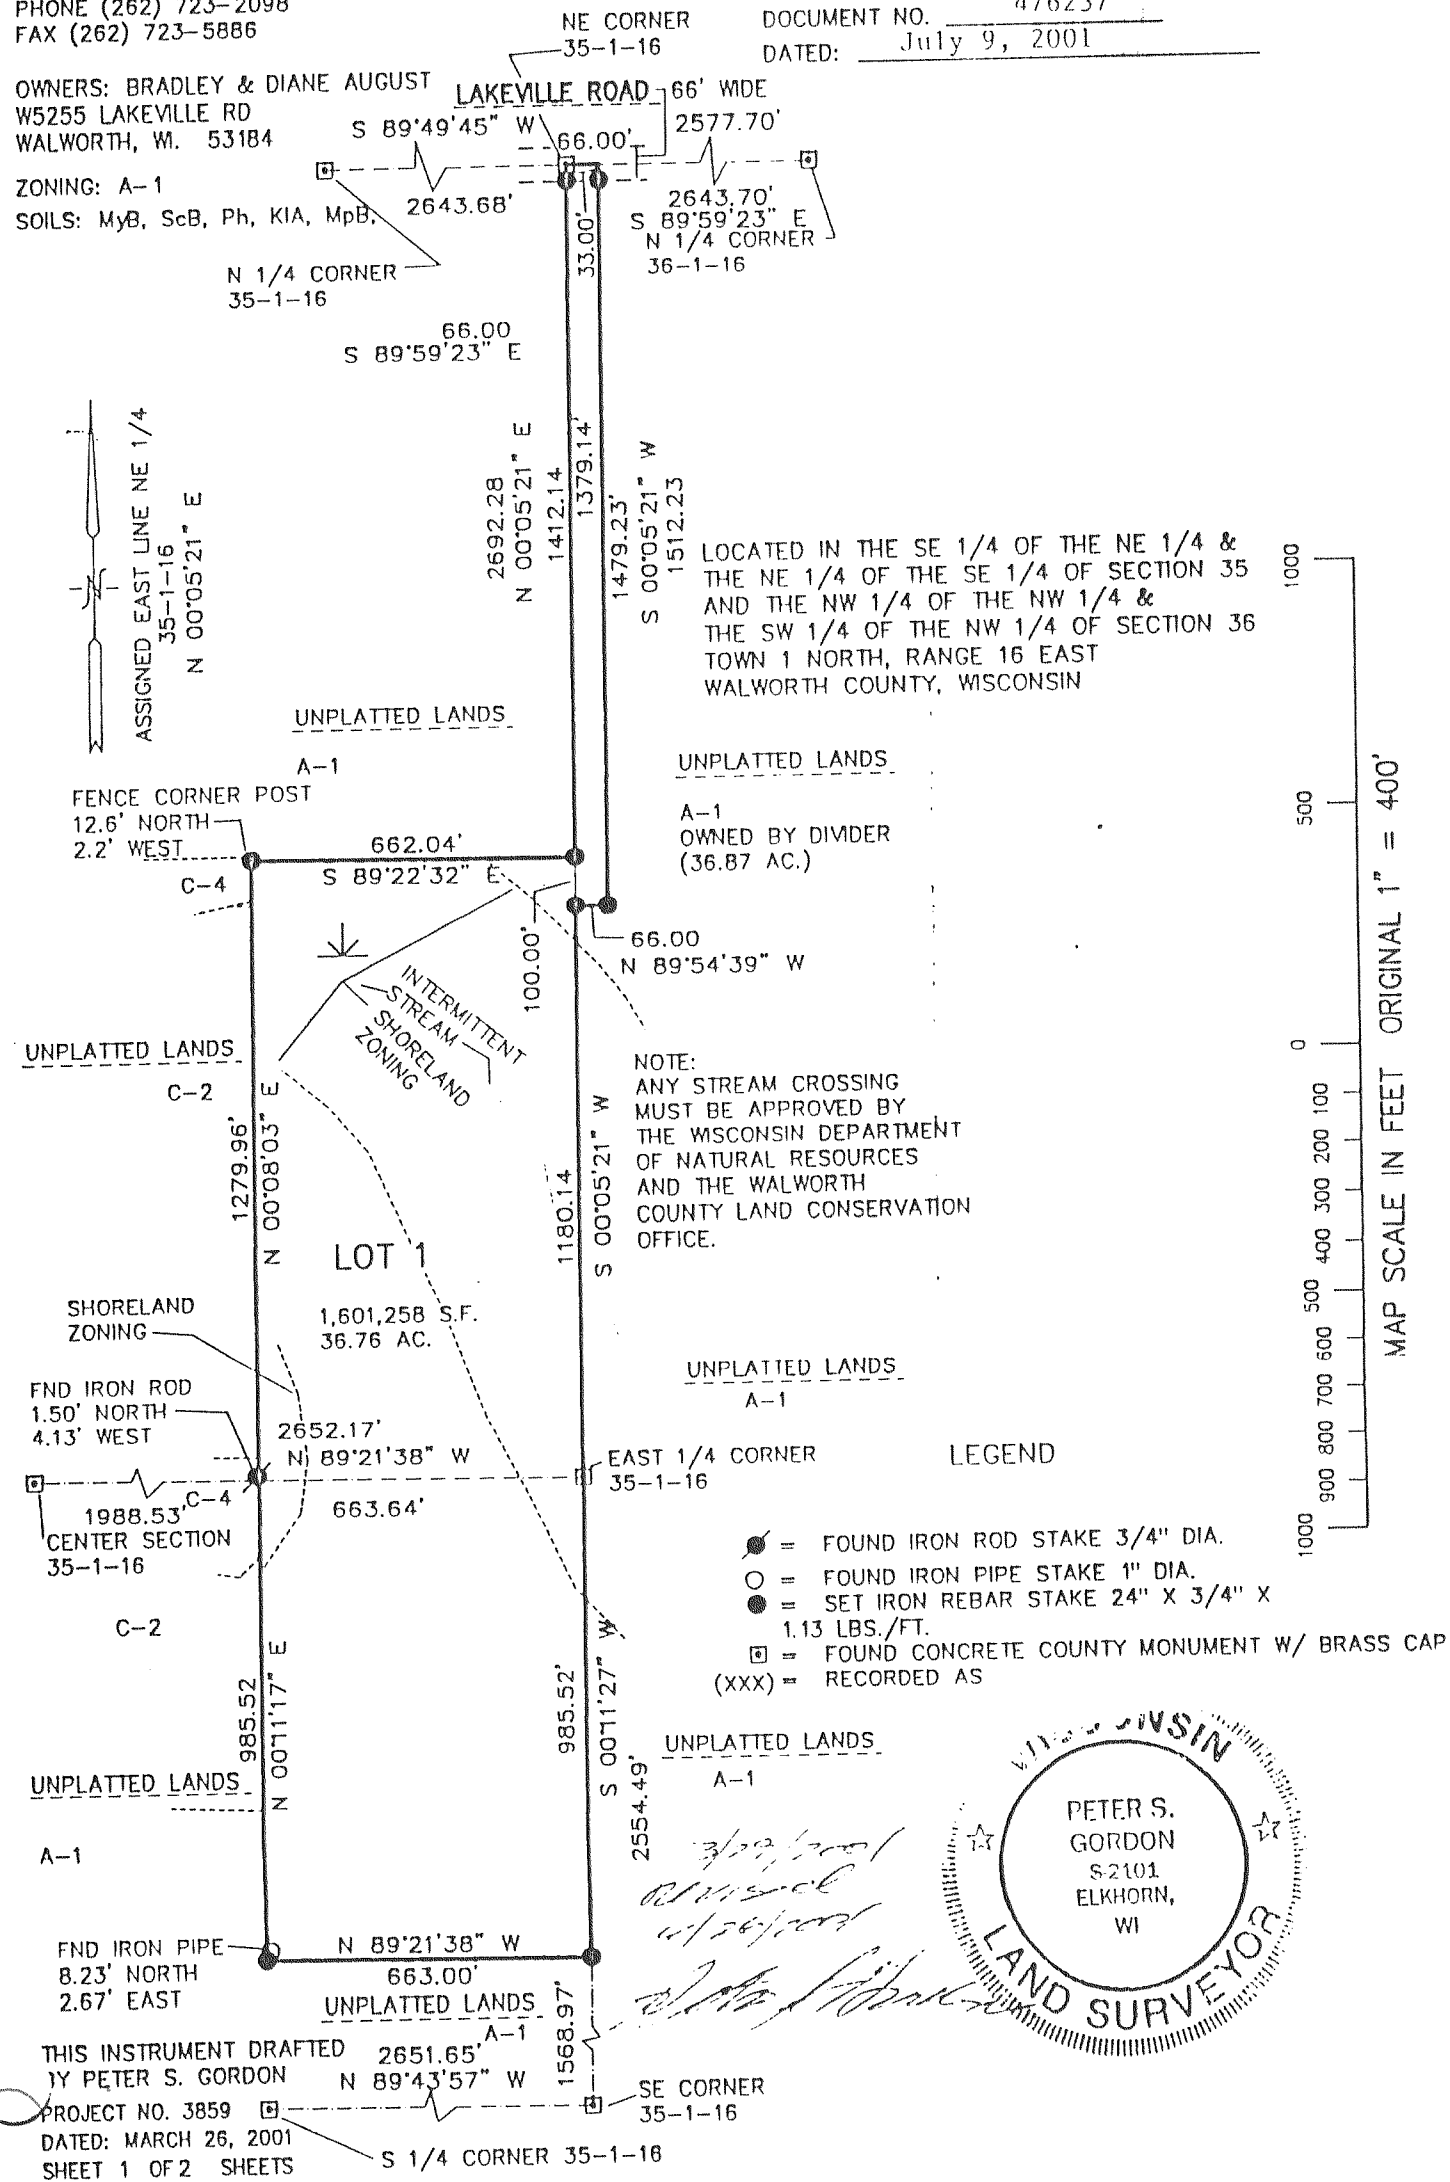 PHONE (262) 723-2098
FAX (262) 723-5886
NE CORNER
35-1-16
DOCUMENT NO. 476237
DATED: July 9, 2001
OWNERS: BRADLEY & DIANE AUGUST
W5255 LAKEVILLE RD
WALWORTH, WI. 53184
ZONING: A-1
SOILS: MyB, ScB, Ph, KIA, MpB,
LAKEVILLE ROAD
66' WIDE
S 89°49'45" W
66.00'
2577.70'
2643.68'
33.00'
2643.70'
S 89°59'23" E
N 1/4 CORNER
36-1-16
N 1/4 CORNER
35-1-16
66.00
S 89°59'23" E
ASSIGNED EAST LINE NE 1/4
35-1-16
N 00°05'21" E
N
2692.28
N 00°05'21" E
1412.14
1379.14'
1479.23'
S 00°05'21" W
1512.23
LOCATED IN THE SE 1/4 OF THE NE 1/4 &
THE NE 1/4 OF THE SE 1/4 OF SECTION 35
AND THE NW 1/4 OF THE NW 1/4 &
THE SW 1/4 OF THE NW 1/4 OF SECTION 36
TOWN 1 NORTH, RANGE 16 EAST
WALWORTH COUNTY, WISCONSIN
UNPLATTED LANDS
A-1
UNPLATTED LANDS
A-1
OWNED BY DIVIDER
(36.87 AC.)
FENCE CORNER POST
12.6' NORTH
2.2' WEST
662.04'
S 89°22'32" E
C-4
100.00'
66.00
N 89°54'39" W
INTERMITTENT
STREAM
SHORELAND
ZONING
UNPLATTED LANDS
C-2
1279.96'
N 00°08'03" E
NOTE:
ANY STREAM CROSSING
MUST BE APPROVED BY
THE WISCONSIN DEPARTMENT
OF NATURAL RESOURCES
AND THE WALWORTH
COUNTY LAND CONSERVATION
OFFICE.
1180.14
S 00°05'21" W
LOT 1
1,601,258 S.F.
36.76 AC.
SHORELAND
ZONING
UNPLATTED LANDS
A-1
FND IRON ROD
1.50' NORTH
4.13' WEST
2652.17'
N 89°21'38" W
EAST 1/4 CORNER
35-1-16
1988.53'
C-4
663.64'
CENTER SECTION
35-1-16
C-2
LEGEND
= FOUND IRON ROD STAKE 3/4" DIA.
= FOUND IRON PIPE STAKE 1" DIA.
= SET IRON REBAR STAKE 24" X 3/4" X
1.13 LBS./FT.
= FOUND CONCRETE COUNTY MONUMENT W/ BRASS CAP
(XXX) = RECORDED AS
1000
500
0
100
200
300
400
500
600
700
800
900
1000
MAP SCALE IN FEET ORIGINAL 1" = 400'
985.52
N 00°11'17" E
985.52'
S 00°11'27" W
2554.49'
UNPLATTED LANDS
A-1
UNPLATTED LANDS
A-1
revised
WISCONSIN
PETER S.
GORDON
S-2101
ELKHORN,
WI
LAND SURVEYOR
FND IRON PIPE
8.23' NORTH
2.67' EAST
N 89°21'38" W
663.00'
UNPLATTED LANDS
A-1
1568.97'
THIS INSTRUMENT DRAFTED
BY PETER S. GORDON
2651.65'
N 89°43'57" W
SE CORNER
35-1-16
PROJECT NO. 3859
DATED: MARCH 26, 2001
SHEET 1 OF 2 SHEETS
S 1/4 CORNER 35-1-16